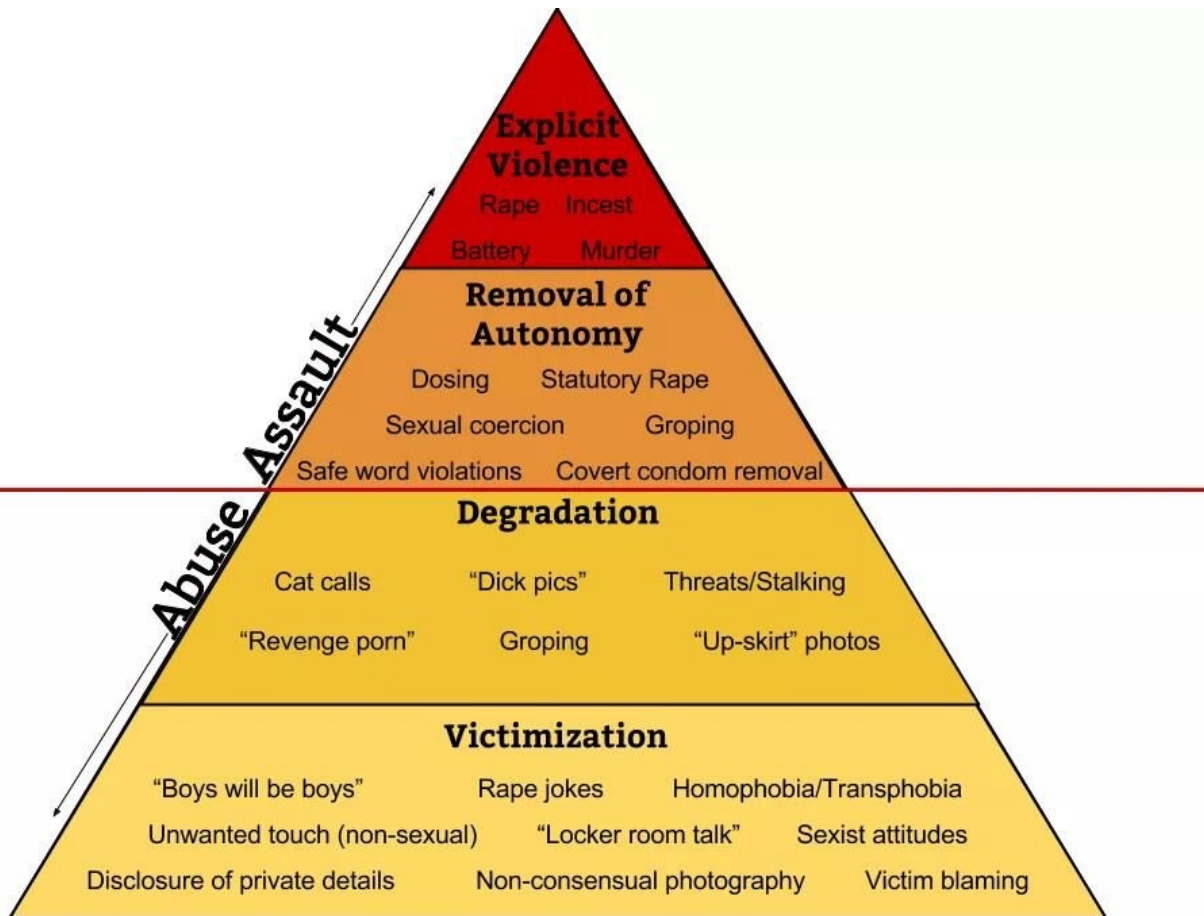 Explicit
Violence
Rape Incest
Battery Murder
Removal of
Autonomy
Dosing Statutory Rape
Sexual coercion Groping
Safe word violations Covert condom removal
Assault
Abuse
Degradation
Cat calls "Dick pics" Threats/Stalking
"Revenge porn" Groping "Up-skirt" photos
Victimization
"Boys will be boys" Rape jokes Homophobia/Transphobia
Unwanted touch (non-sexual) "Locker room talk" Sexist attitudes
Disclosure of private details Non-consensual photography Victim blaming